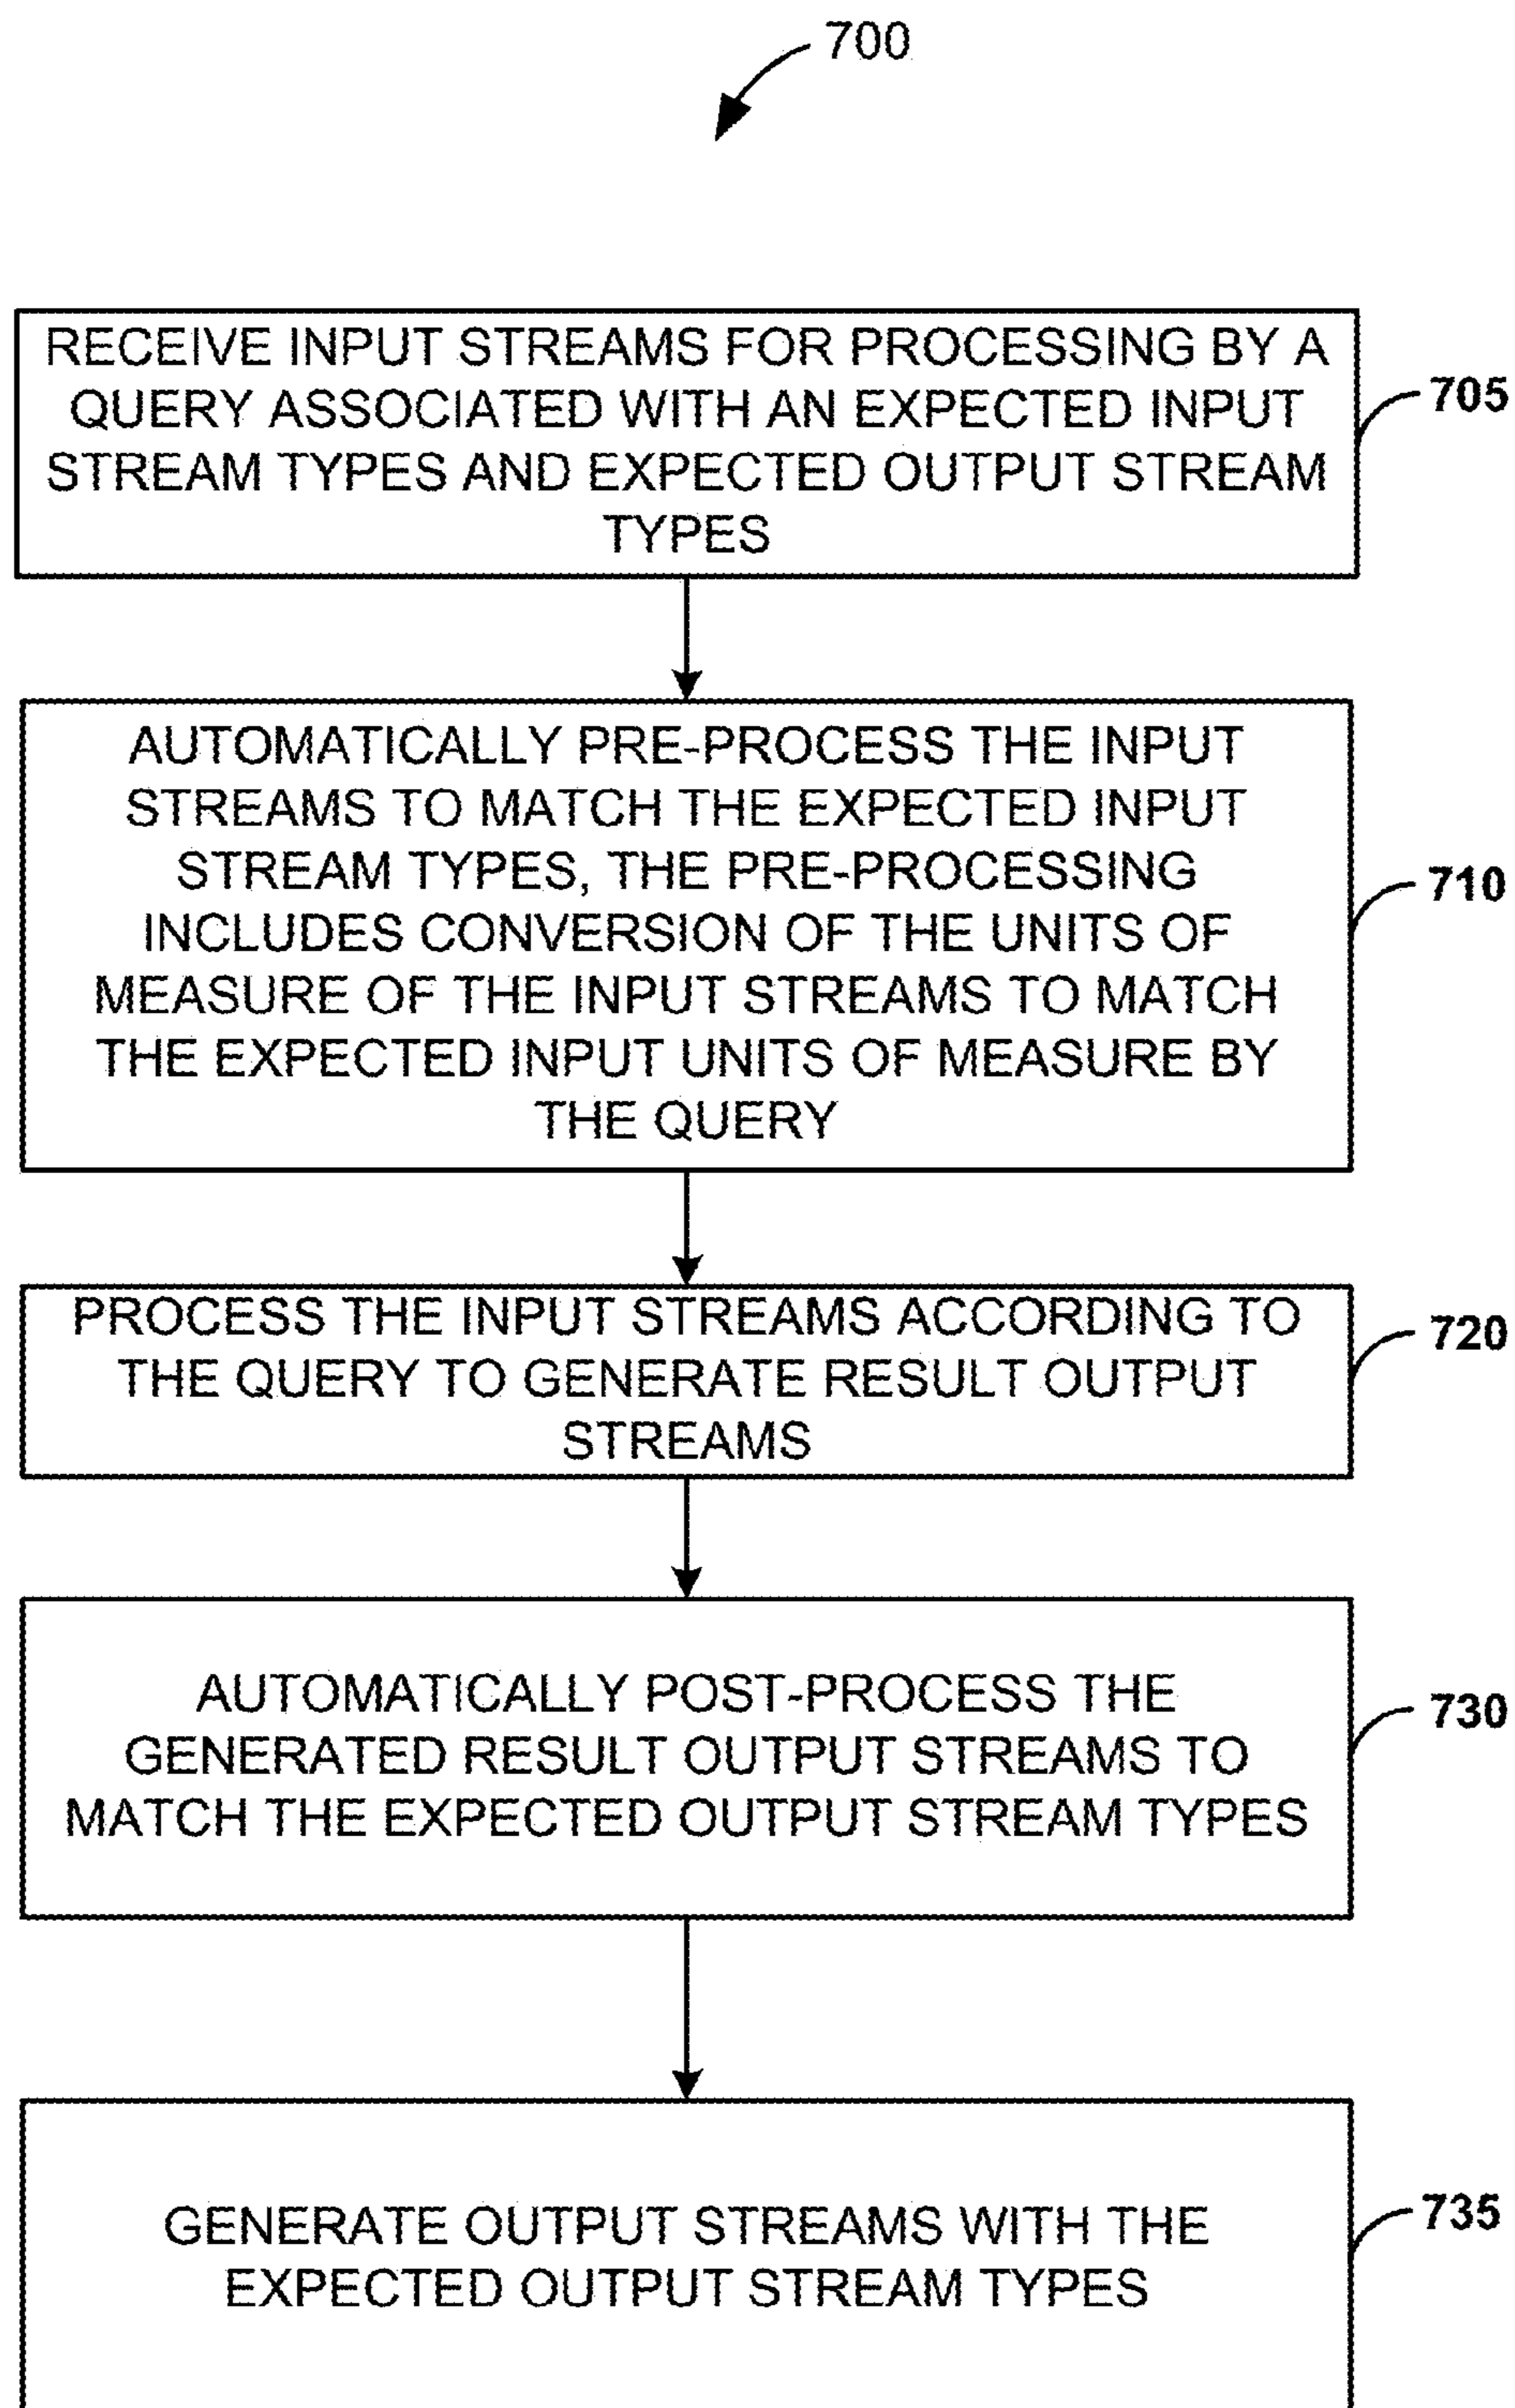 700
RECEIVE INPUT STREAMS FOR PROCESSING BY A
QUERY ASSOCIATED WITH AN EXPECTED INPUT
STREAM TYPES AND EXPECTED OUTPUT STREAM
TYPES
705
AUTOMATICALLY PRE-PROCESS THE INPUT
STREAMS TO MATCH THE EXPECTED INPUT
STREAM TYPES, THE PRE-PROCESSING
INCLUDES CONVERSION OF THE UNITS OF
MEASURE OF THE INPUT STREAMS TO MATCH
THE EXPECTED INPUT UNITS OF MEASURE BY
THE QUERY
710
PROCESS THE INPUT STREAMS ACCORDING TO
THE QUERY TO GENERATE RESULT OUTPUT
STREAMS
720
AUTOMATICALLY POST-PROCESS THE
GENERATED RESULT OUTPUT STREAMS TO
MATCH THE EXPECTED OUTPUT STREAM TYPES
730
GENERATE OUTPUT STREAMS WITH THE
EXPECTED OUTPUT STREAM TYPES
735